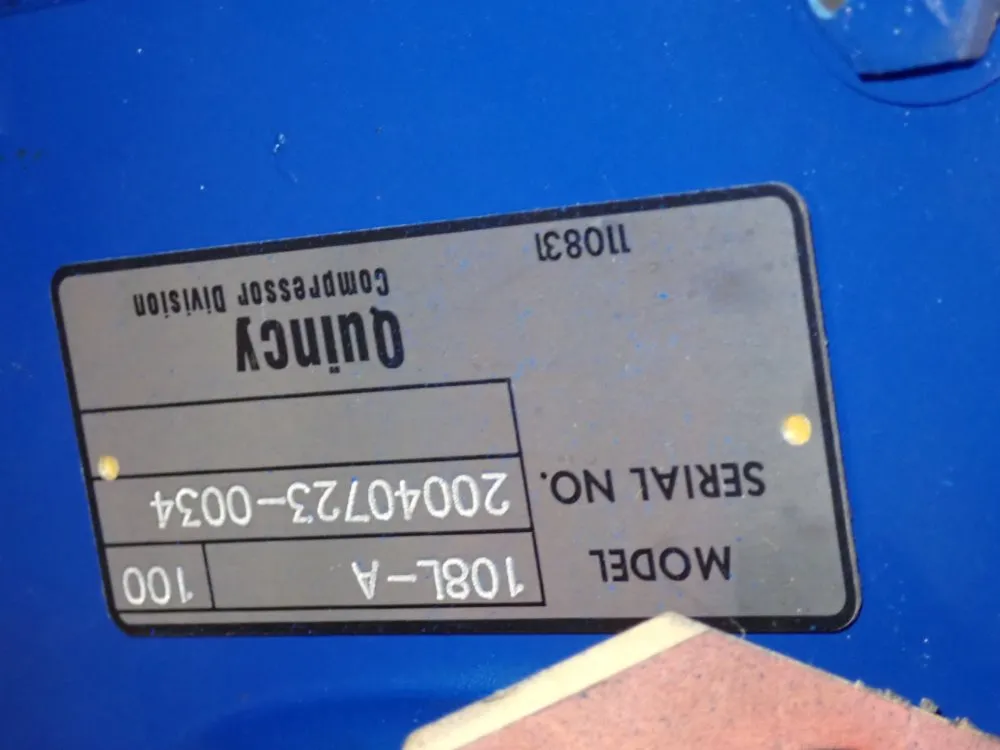 MODEL 108L-A 100
SERIAL NO. 20040723-0034
Quincy
Compressor Division
110831